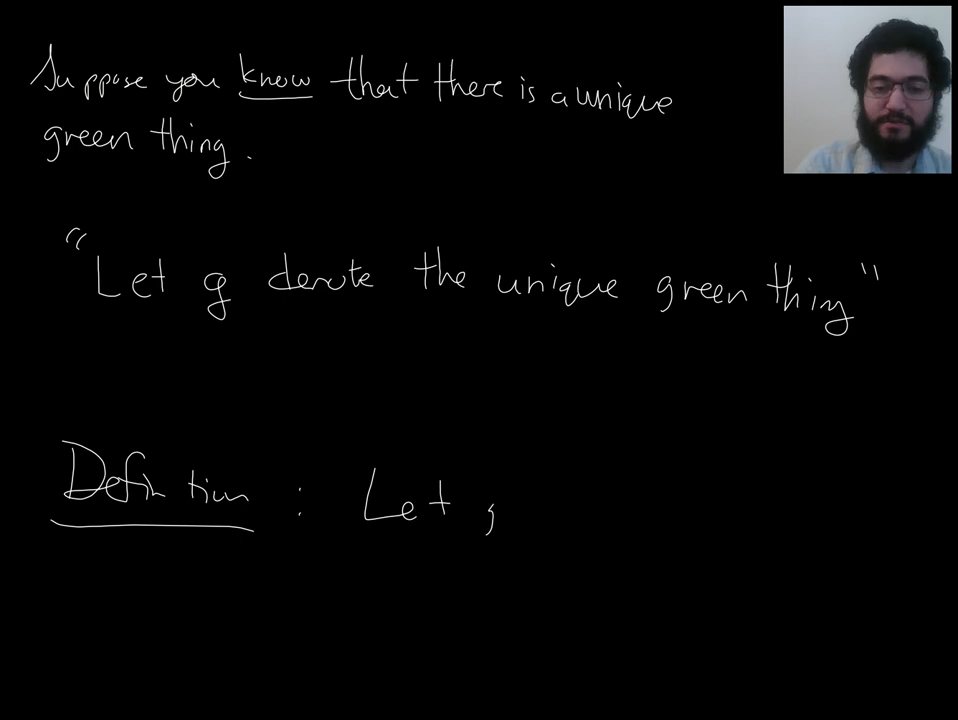 Suppose you know that there is a unique
green thing.
"Let g denote the unique green thing"
Definition: Let